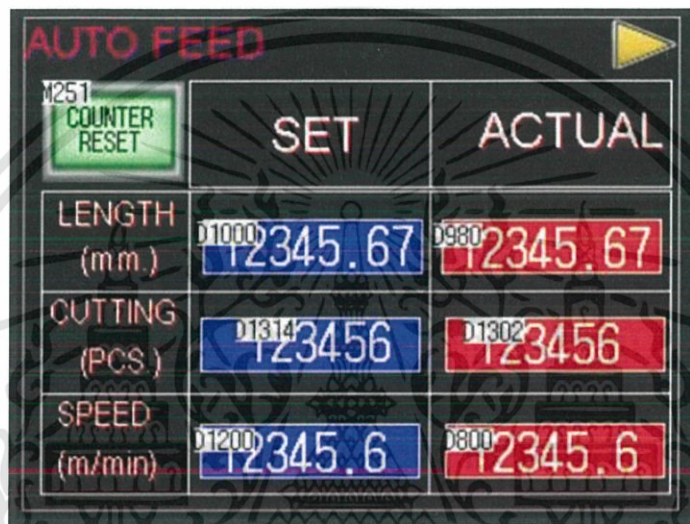 AUTO FEED
M251
COUNTER
RESET
SET
ACTUAL
LENGTH
(mm.)
D1000
12345.67
D980
12345.67
CUTTING
(PCS.)
D1314
123456
D1302
123456
SPEED
(m/min)
D1200
12345.6
D800
12345.6